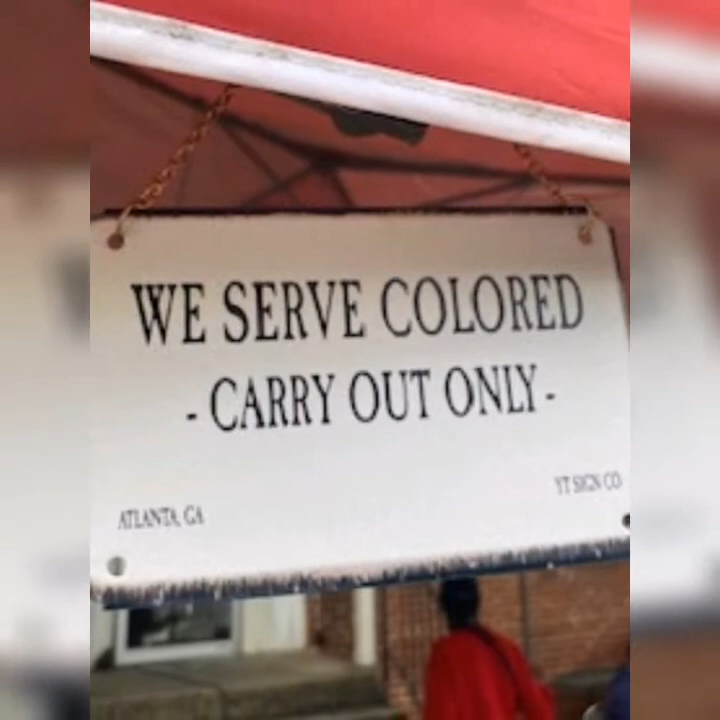 WE SERVE COLORED
- CARRY OUT ONLY -
YT SIGN CO
ATLANTA, GA